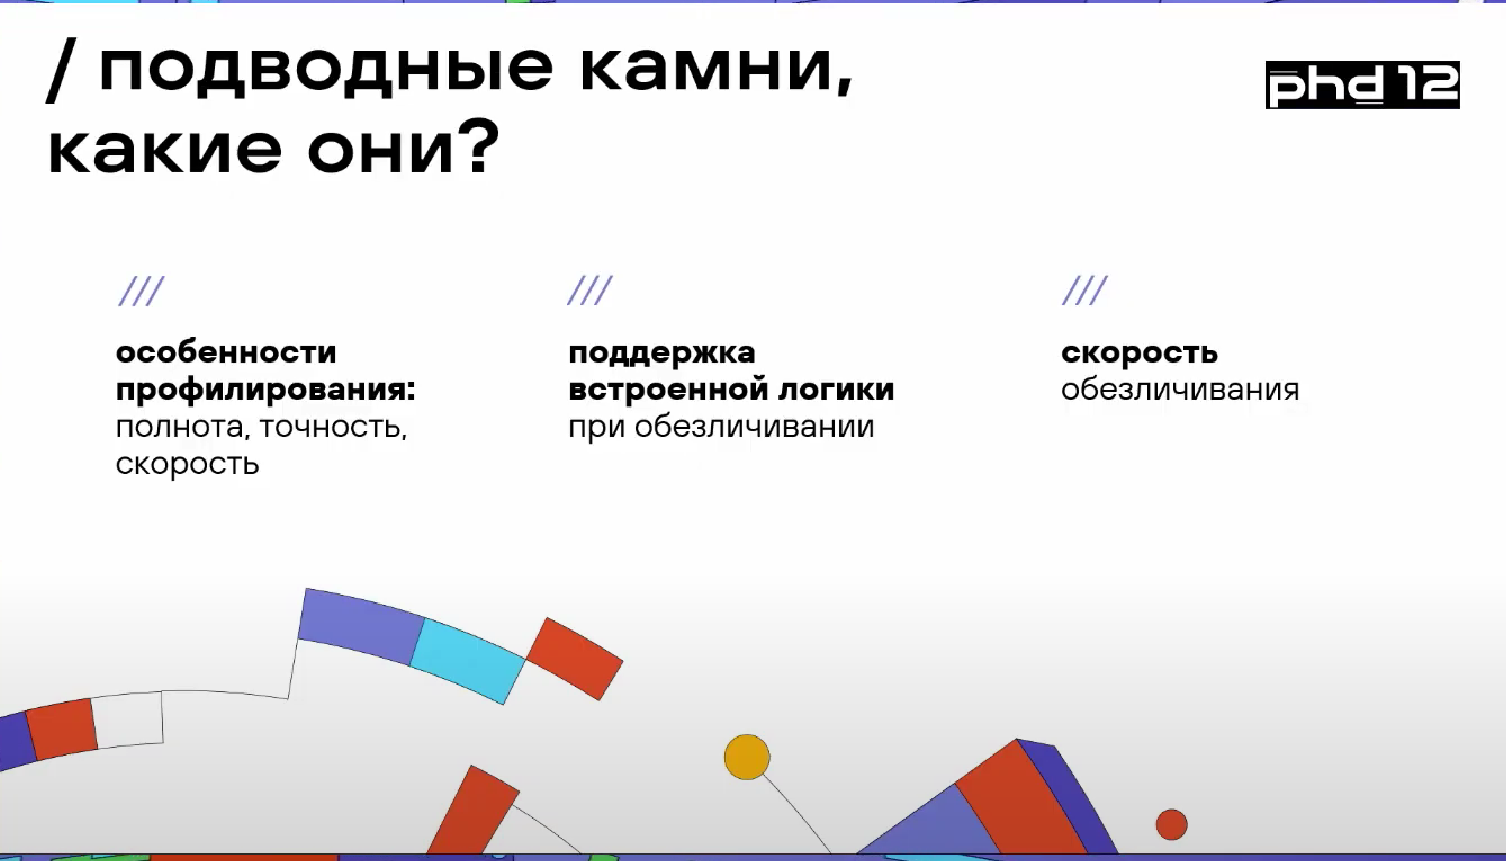 / подводные камни,
какие они?
phd 12
///
особенности
профилирования:
полнота, точность,
скорость
///
поддержка
встроенной логики
при обезличивании
///
скорость
обезличивания